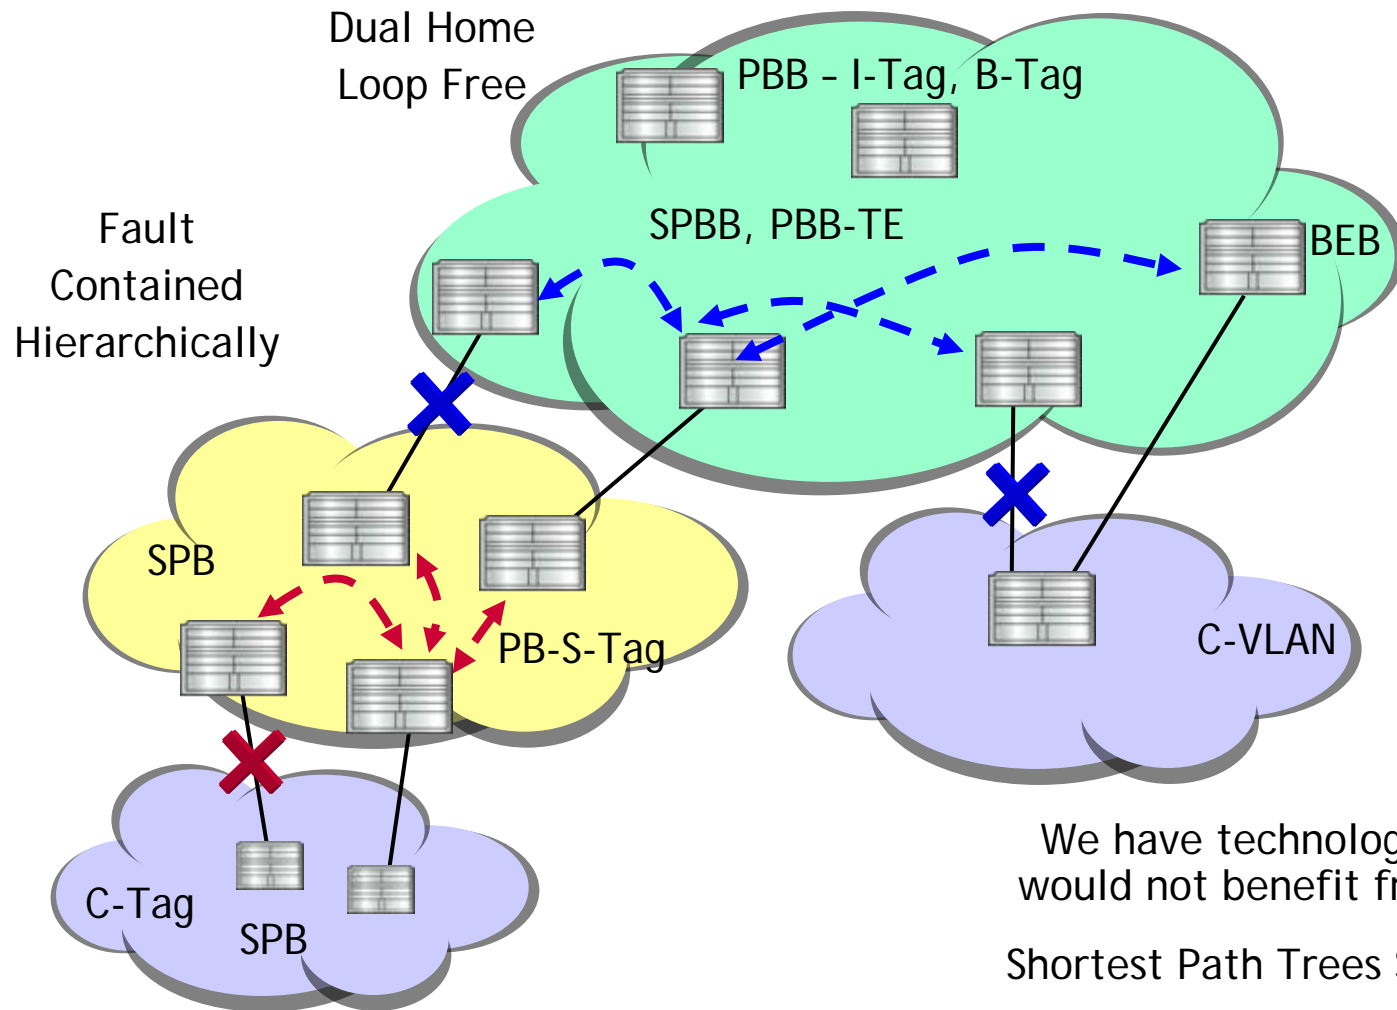 Dual Home
Loop Free
PBB – I-Tag, B-Tag
SPBB, PBB-TE
BEB
Fault
Contained
Hierarchically
SPB
PB-S-Tag
C-VLAN
C-Tag
SPB
We have technolog
would not benefit fr
Shortest Path Trees